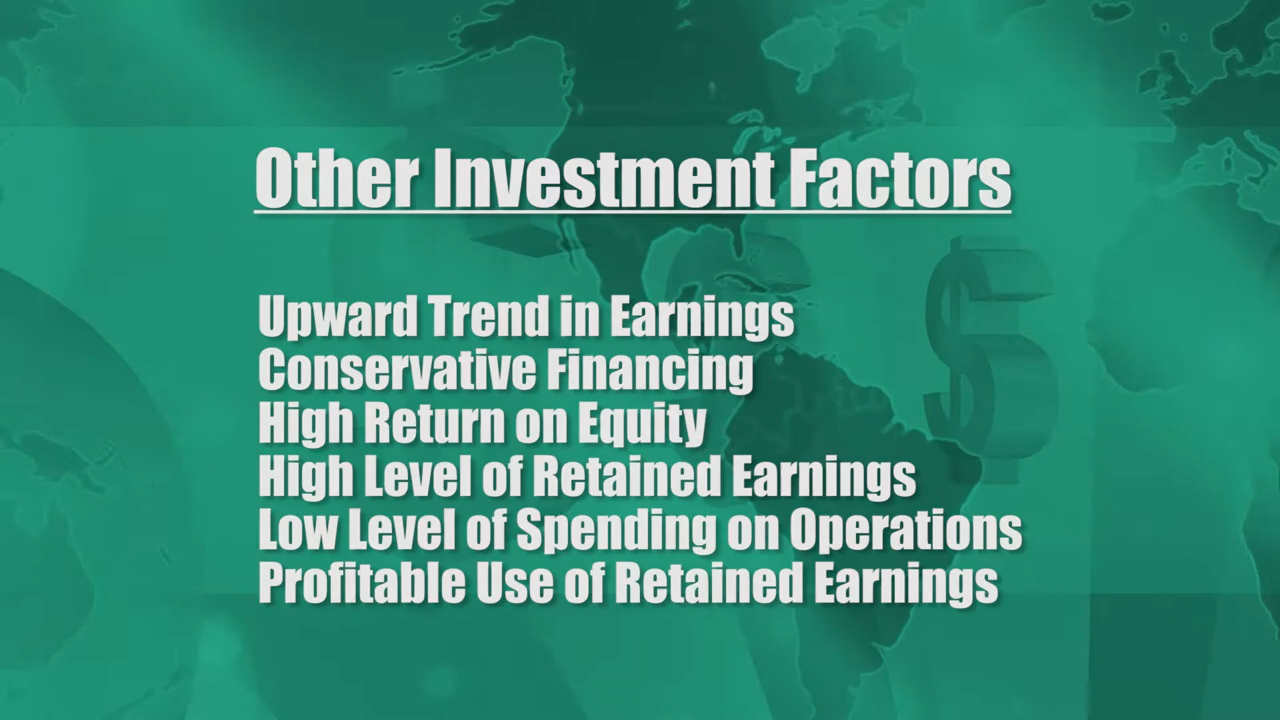 Other Investment Factors
Upward Trend in Earnings
Conservative Financing
High Return on Equity
High Level of Retained Earnings
Low Level of Spending on Operations
Profitable Use of Retained Earnings